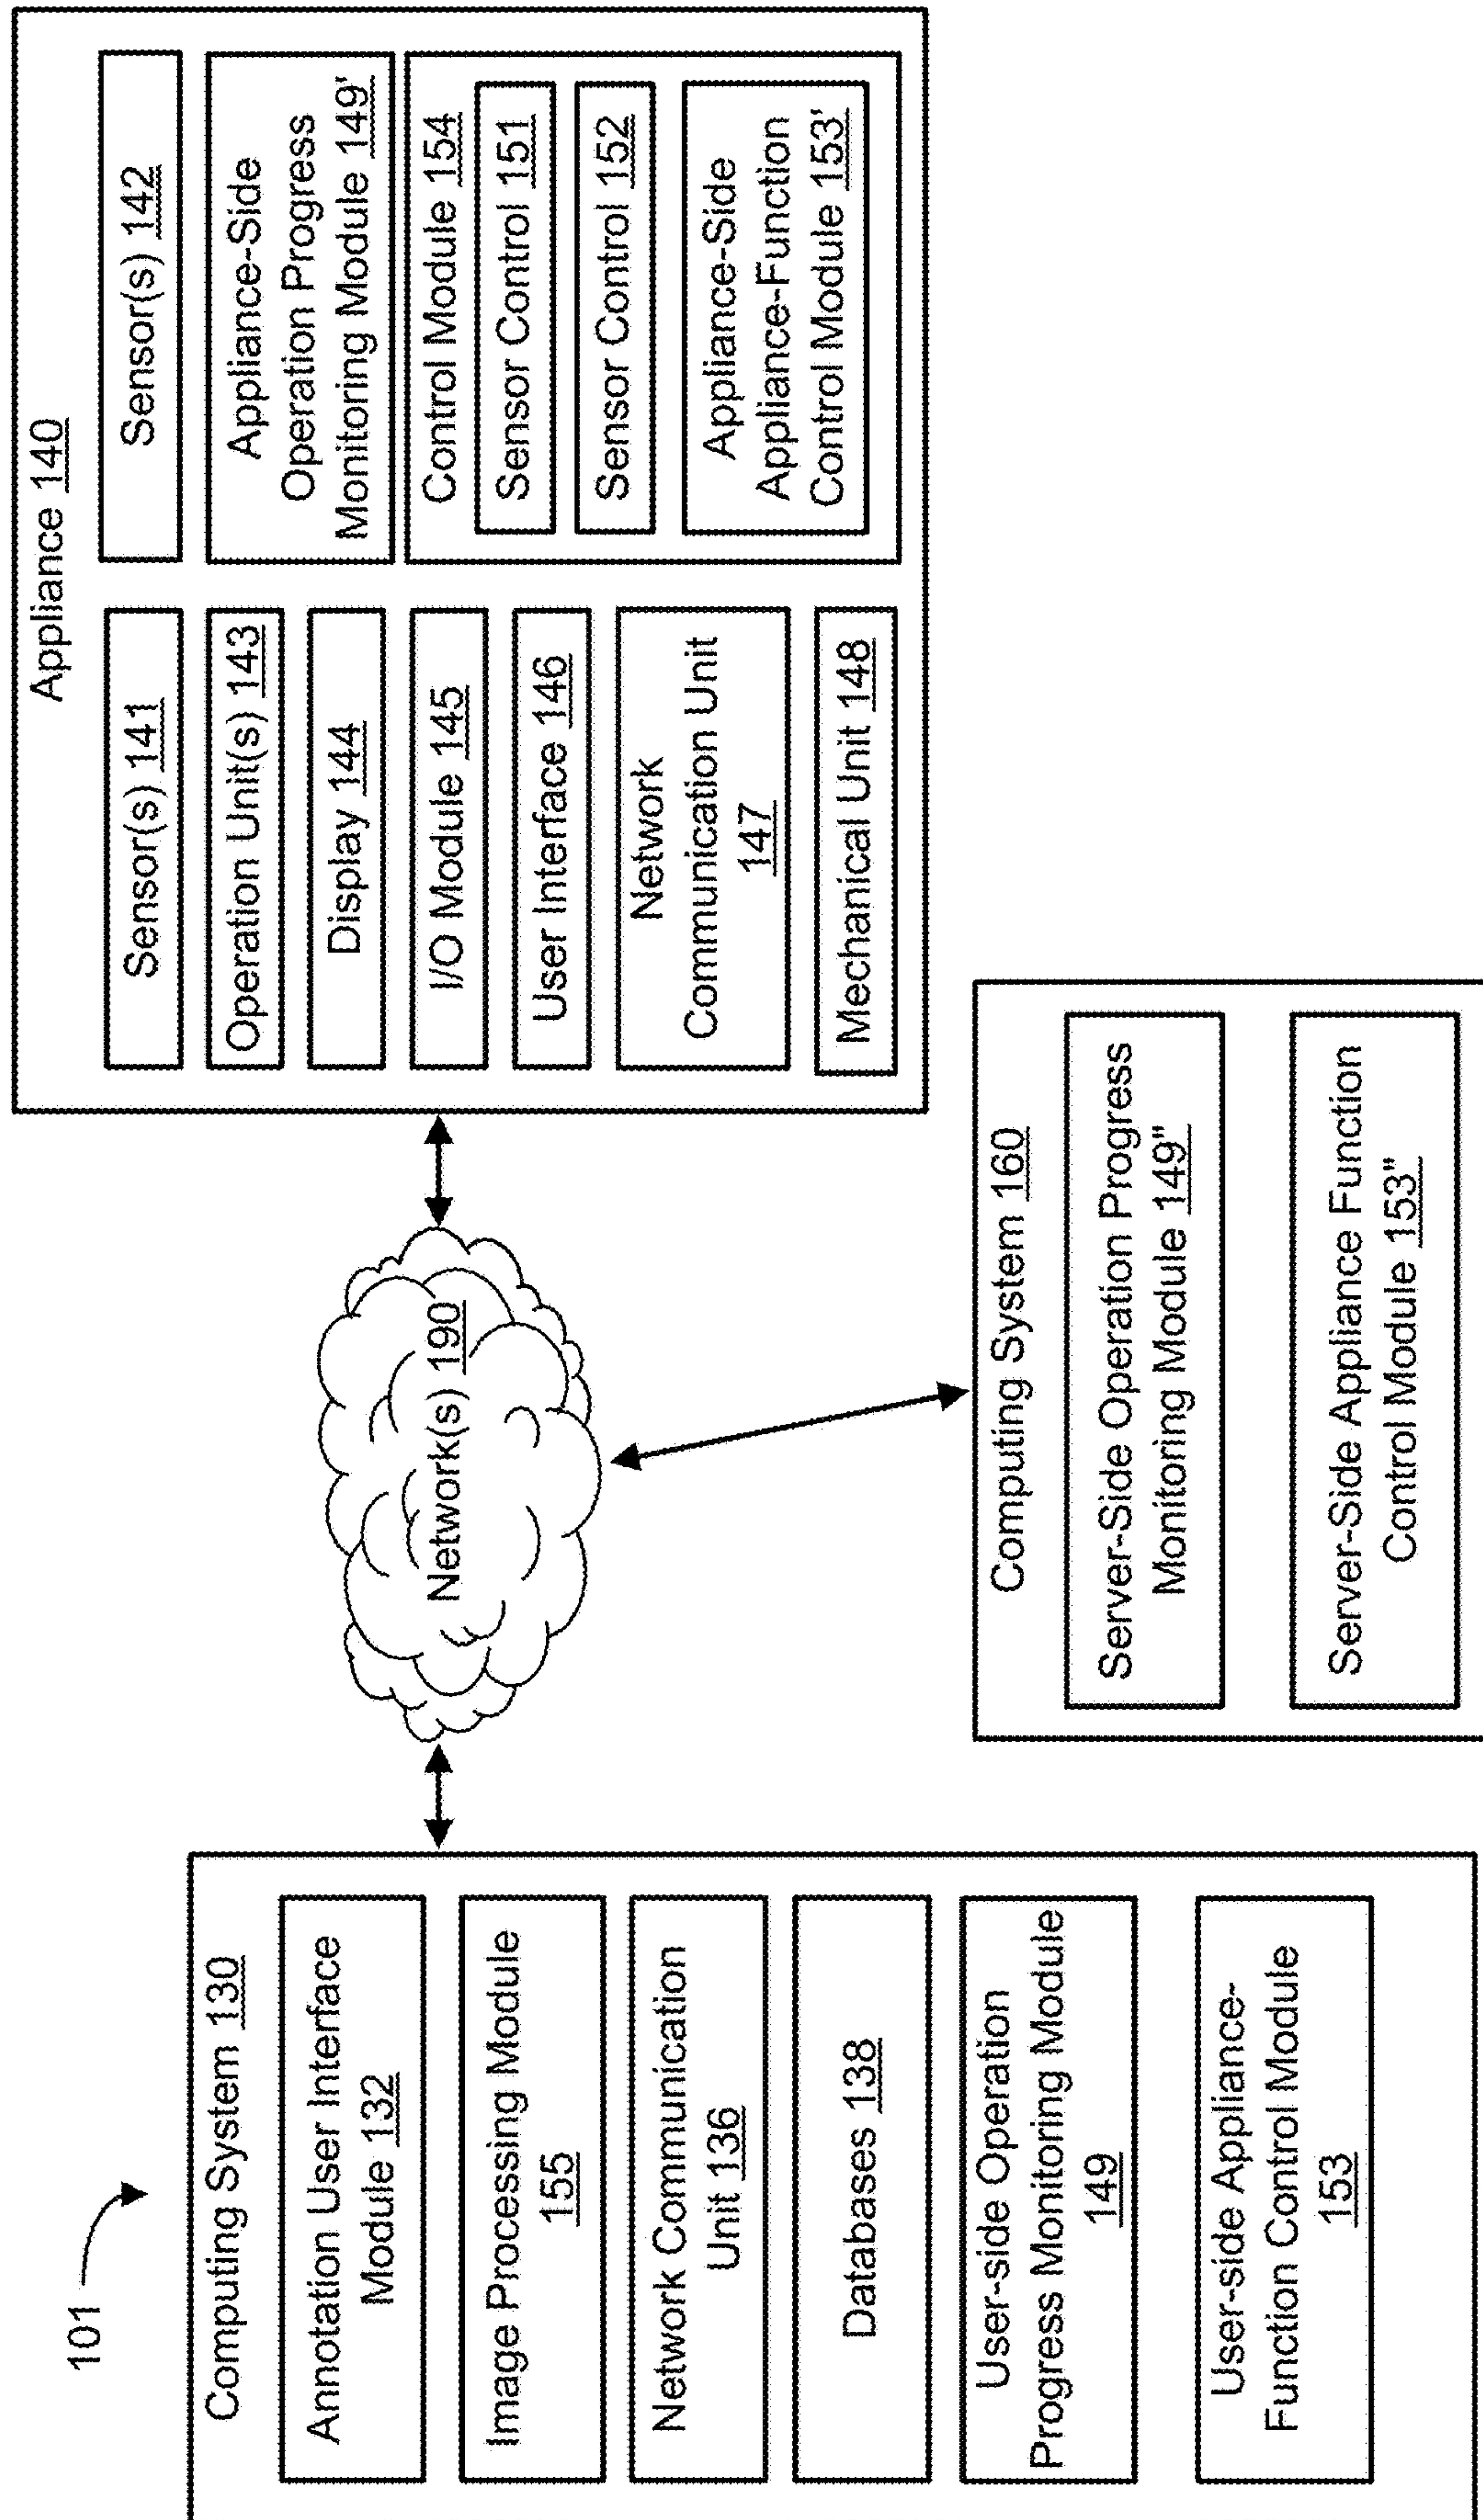 101
Computing System 130
Annotation User Interface
Module 132
Image Processing Module
155
Network Communication
Unit 136
Databases 138
User-side Operation
Progress Monitoring Module
149
User-side Appliance-
Function Control Module
153
Network(s) 190
Computing System 160
Server-Side Operation Progress
Monitoring Module 149"
Server-Side Appliance Function
Control Module 153"
Appliance 140
Sensor(s) 141
Operation Unit(s) 143
Display 144
I/O Module 145
User Interface 146
Network
Communication Unit
147
Mechanical Unit 148
Sensor(s) 142
Appliance-Side
Operation Progress
Monitoring Module 149'
Control Module 154
Sensor Control 151
Sensor Control 152
Appliance-Side
Appliance-Function
Control Module 153'